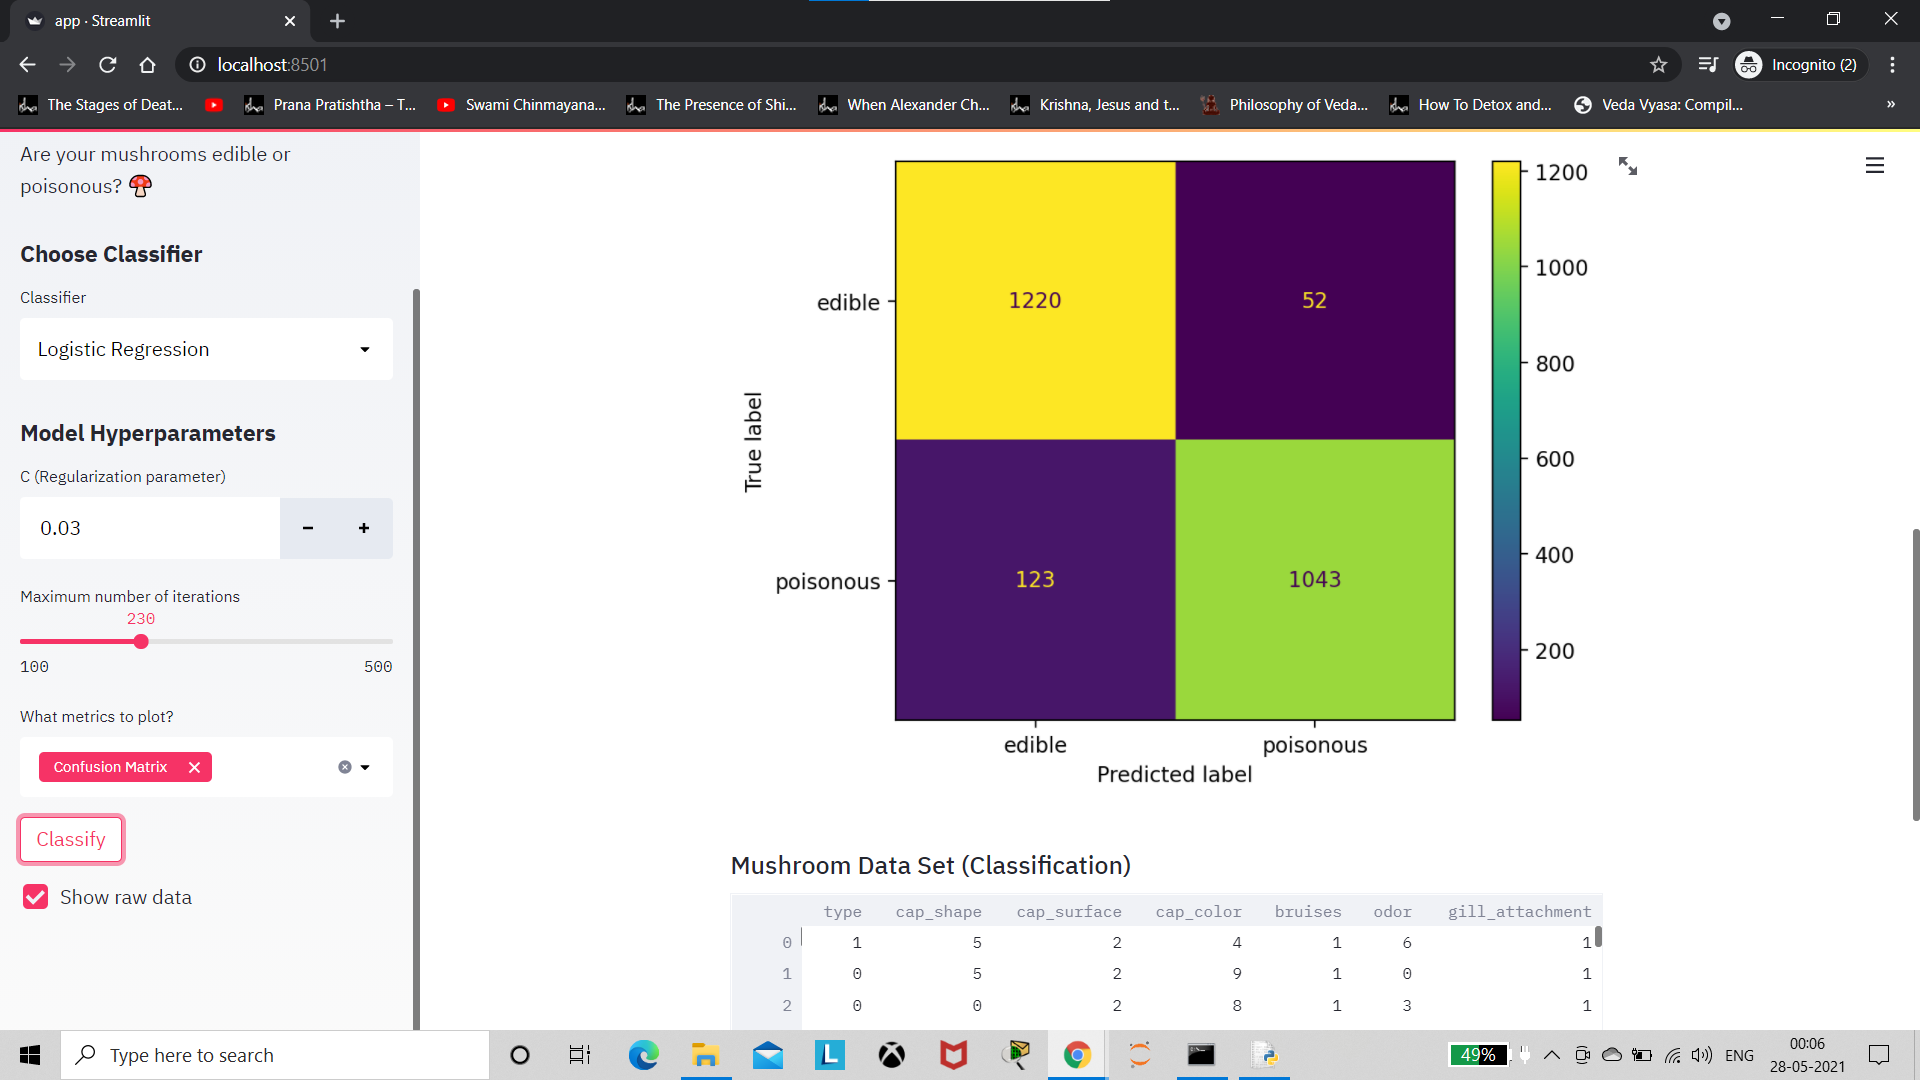 app · Streamlit
localhost:8501
Incognito (2)
The Stages of Deat...
Prana Pratishtha – T...
Swami Chinmayana...
The Presence of Shi...
When Alexander Ch...
Krishna, Jesus and t...
Philosophy of Veda...
How To Detox and...
Veda Vyasa: Compil...
»
Are your mushrooms edible or
poisonous?
Choose Classifier
Classifier
Logistic Regression
Model Hyperparameters
C (Regularization parameter)
0.03
Maximum number of iterations
230
100 500
What metrics to plot?
Confusion Matrix
Classify
Show raw data
True label
edible
poisonous
1220 52
123 1043
edible poisonous
Predicted label
1200
1000
800
600
400
200
Mushroom Data Set (Classification)
type cap_shape cap_surface cap_color bruises odor gill_attachment
0 1 5 2 4 1 6 1
1 0 5 2 9 1 0 1
2 0 0 2 8 1 3 1
Type here to search
L
49%
ENG
00:06
28-05-2021